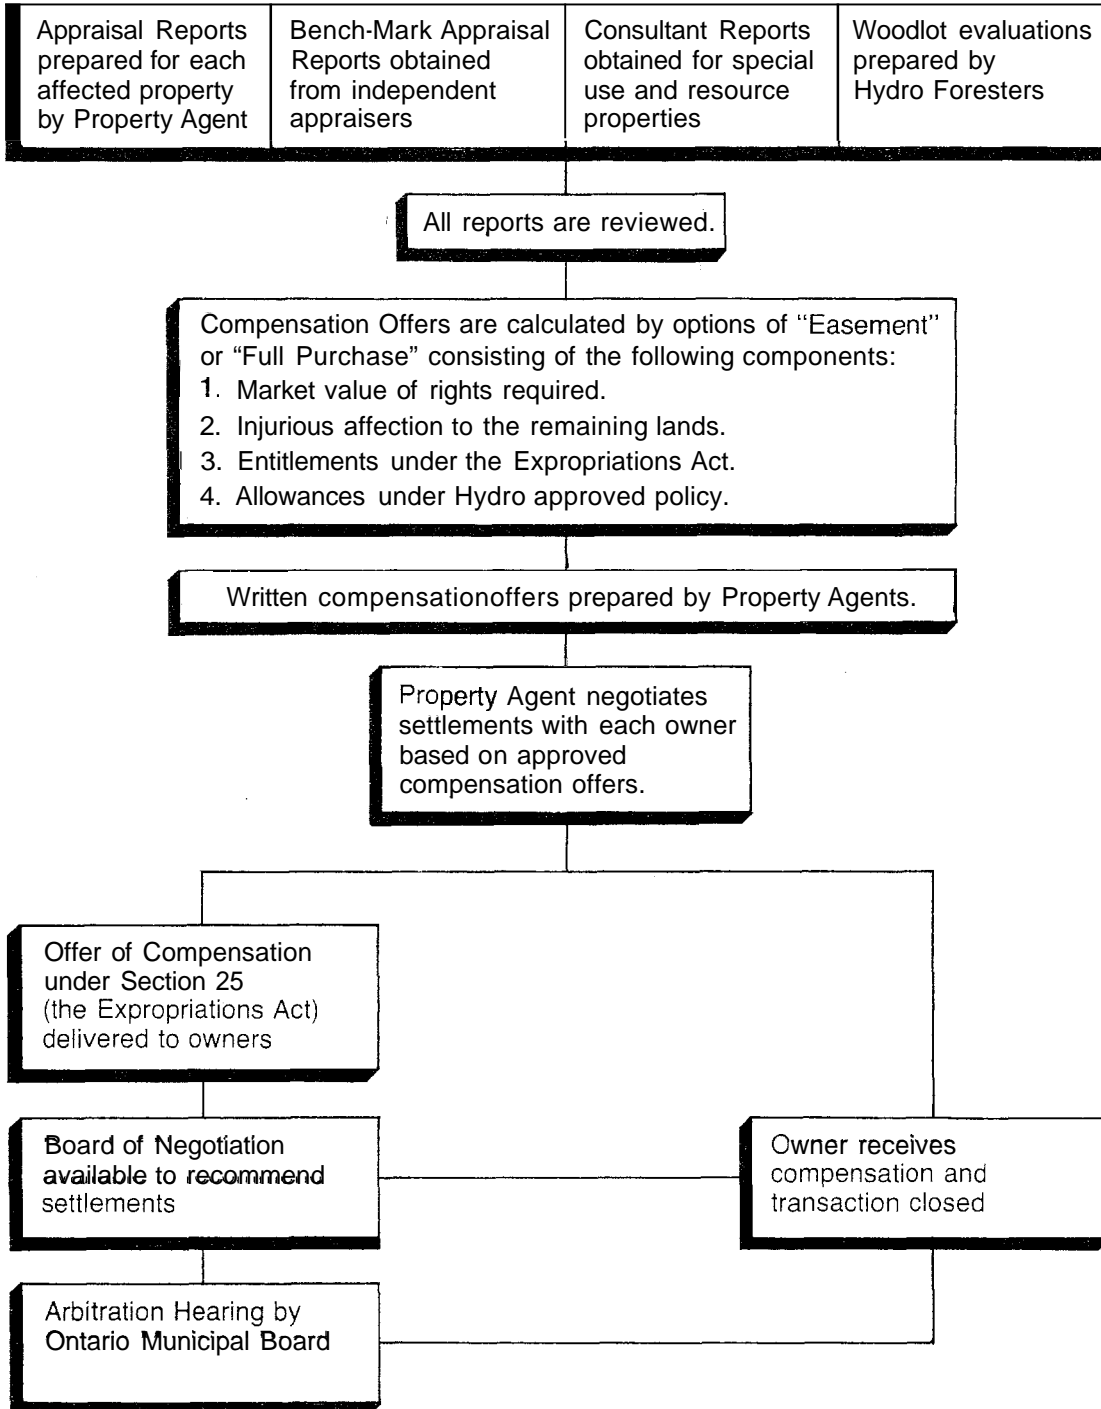 Appraisal Reports
prepared for each
affected property
by Property Agent
Bench-Mark Appraisal
Reports obtained
from independent
appraisers
Consultant Reports
obtained for special
use and resource
properties
Woodlot evaluations
prepared by
Hydro Foresters
All reports are reviewed.
Compensation Offers are calculated by options of "Easement"
or “Full Purchase” consisting of the following components:
1. Market value of rights required.
2. Injurious affection to the remaining lands.
3. Entitlements under the Expropriations Act.
4. Allowances under Hydro approved policy.
Written compensationoffers prepared by Property Agents.
Property Agent negotiates
settlements with each owner
based on approved
compensation offers.
Offer of Compensation
under Section 25
(the Expropriations Act)
delivered to owners
Board of Negotiation
available to recommend
settlements
Owner receives
compensation and
transaction closed
Arbitration Hearing by
Ontario Municipal Board